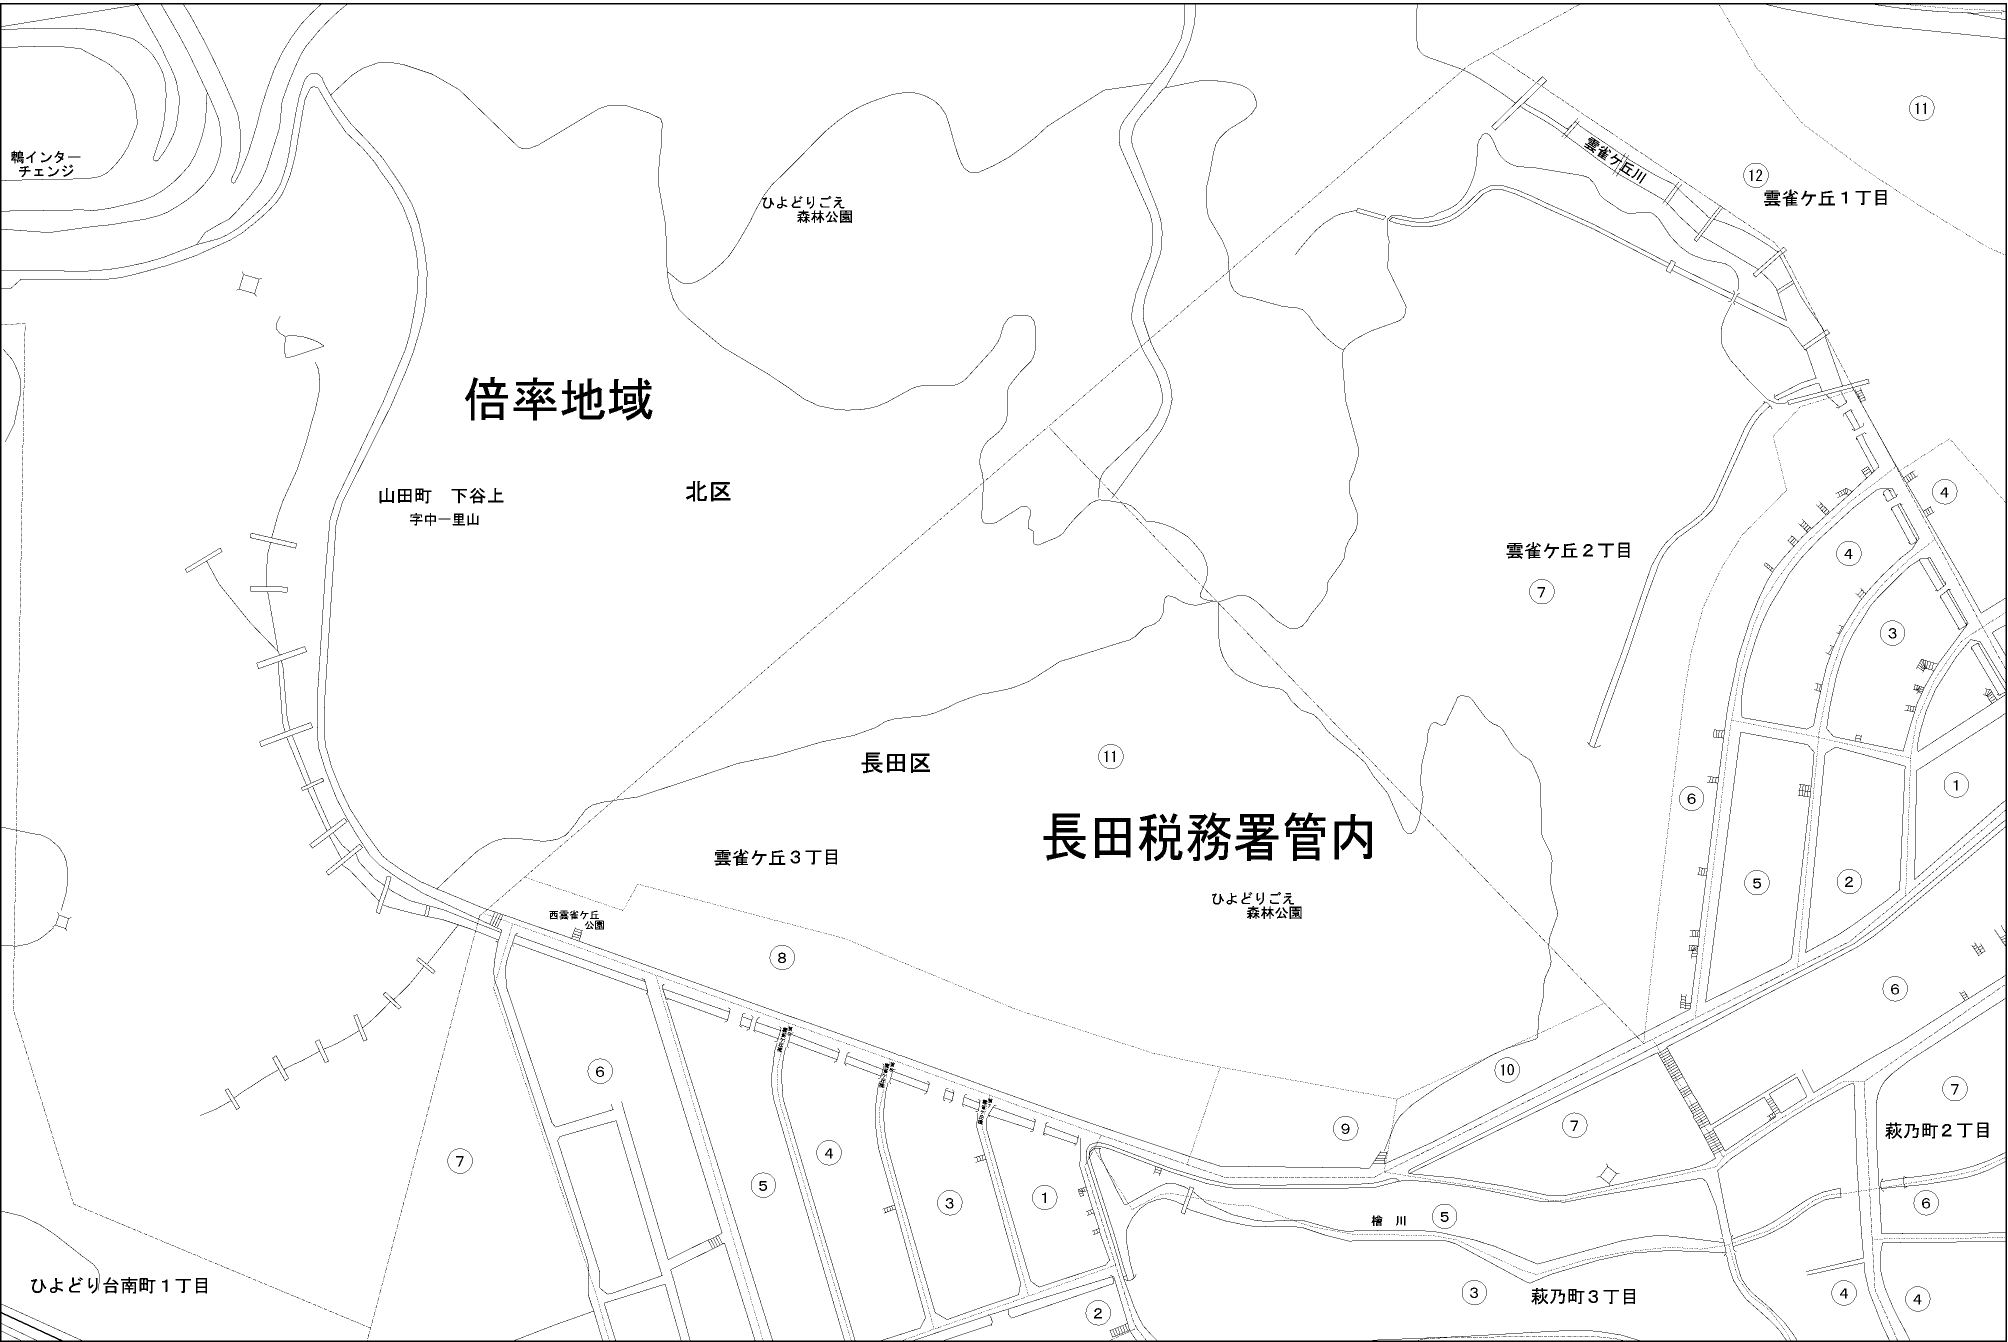 ⑪
鵯インター
チェンジ
雲雀ケ丘川
⑫
雲雀ケ丘１丁目
ひよどりごえ
森林公園
倍率地域
山田町　下谷上
字中一里山
北区
④
雲雀ケ丘２丁目
④
⑦
③
長田区
⑪
①
⑥
長田税務署管内
雲雀ケ丘３丁目
⑤
②
ひよどりごえ
森林公園
西雲雀ケ丘
公園
⑧
⑥
⑥
⑩
⑦
⑨
⑦
萩乃町２丁目
④
⑦
⑤
③
①
⑥
檜　川
⑤
ひよどり台南町１丁目
③
萩乃町３丁目
④
④
②